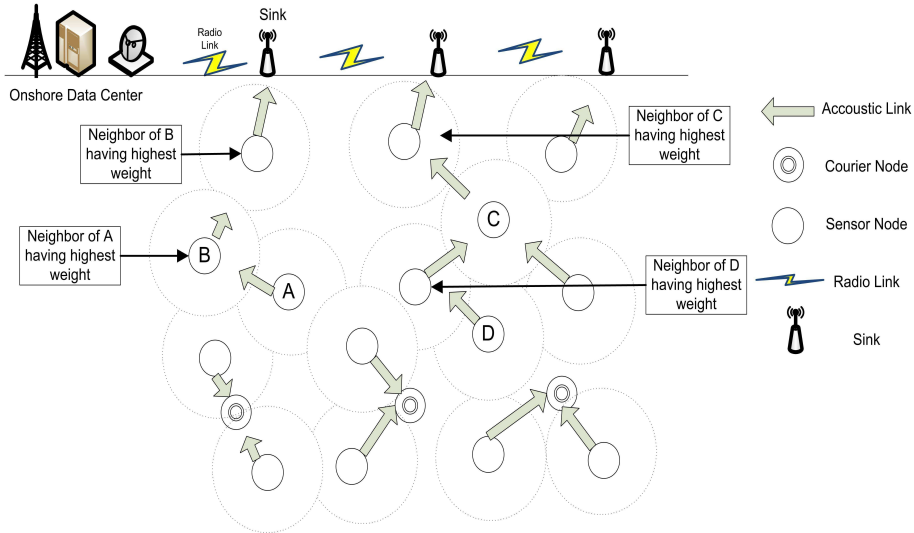 Sink
Radio
Link
Onshore Data Center
Neighbor of B
having highest
weight
Neighbor of C
having highest
weight
Accoustic Link
Courier Node
Sensor Node
Radio Link
Sink
C
Neighbor of A
having highest
weight
B
A
Neighbor of D
having highest
weight
D